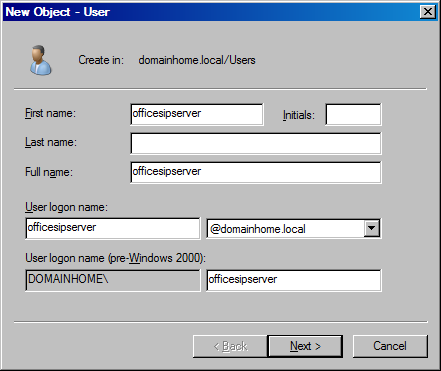 New Object - User
Create in: domainhome.local/Users
First name: officesipserver Initials:
Last name:
Full name: officesipserver
User logon name:
officesipserver @domainhome.local
User logon name (pre-Windows 2000):
DOMAINHOME\ officesipserver
< Back Next > Cancel